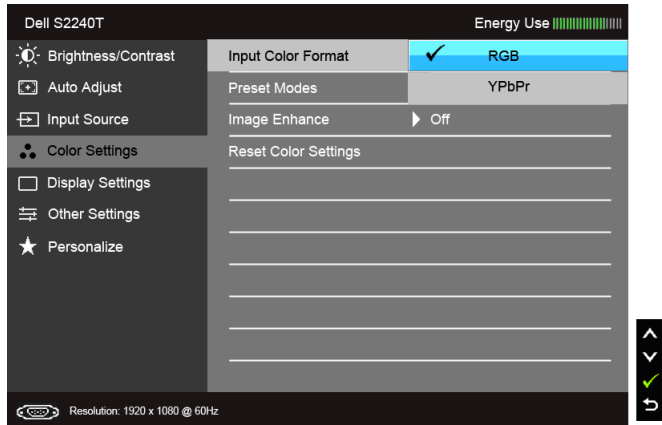 Dell S2240T Energy Use
Brightness/Contrast Input Color Format RGB
Auto Adjust Preset Modes YPbPr
Input Source Image Enhance Off
Color Settings Reset Color Settings
Display Settings
Other Settings
Personalize
Resolution: 1920 x 1080 @ 60Hz